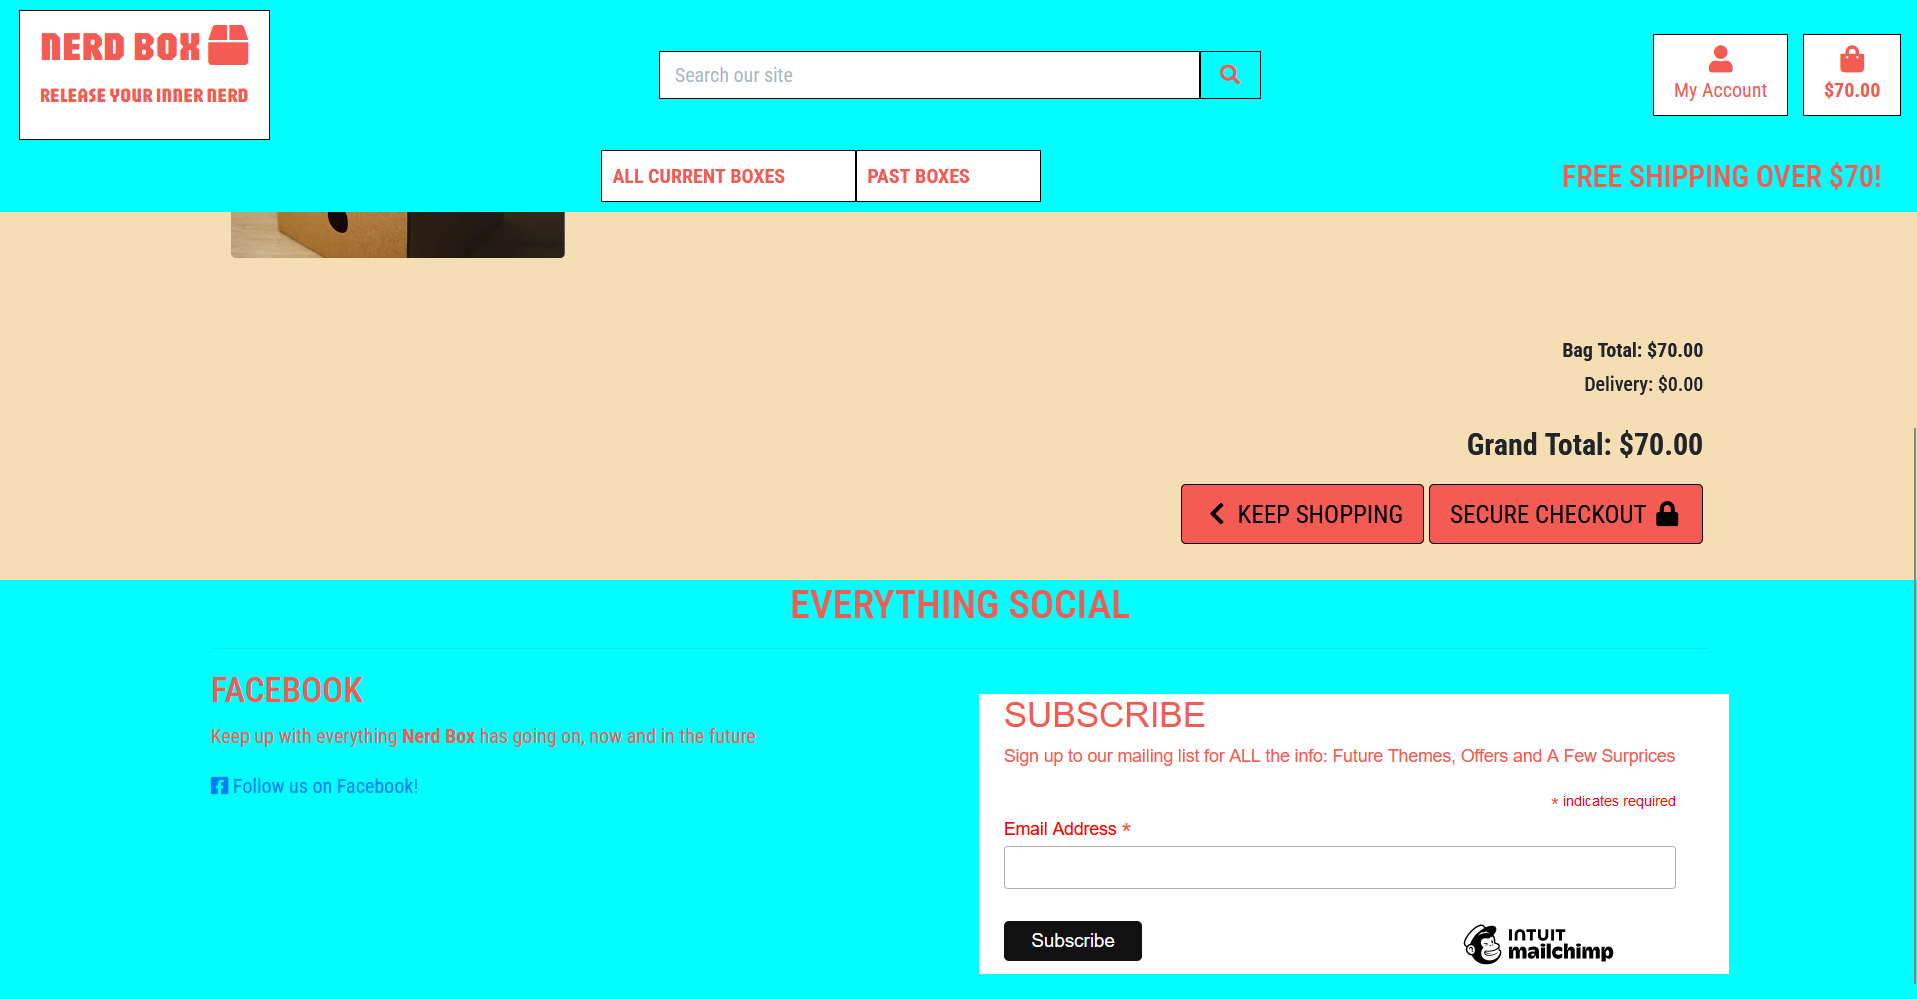 NERD BOX
RELEASE YOUR INNER NERD
Search our site
My Account
$70.00
ALL CURRENT BOXES
PAST BOXES
FREE SHIPPING OVER $70!
Bag Total: $70.00
Delivery: $0.00
Grand Total: $70.00
KEEP SHOPPING
SECURE CHECKOUT
EVERYTHING SOCIAL
FACEBOOK
Keep up with everything Nerd Box has going on, now and in the future
Follow us on Facebook!
SUBSCRIBE
Sign up to our mailing list for ALL the info: Future Themes, Offers and A Few Surprices
* indicates required
Email Address *
Subscribe
INTUIT
mailchimp